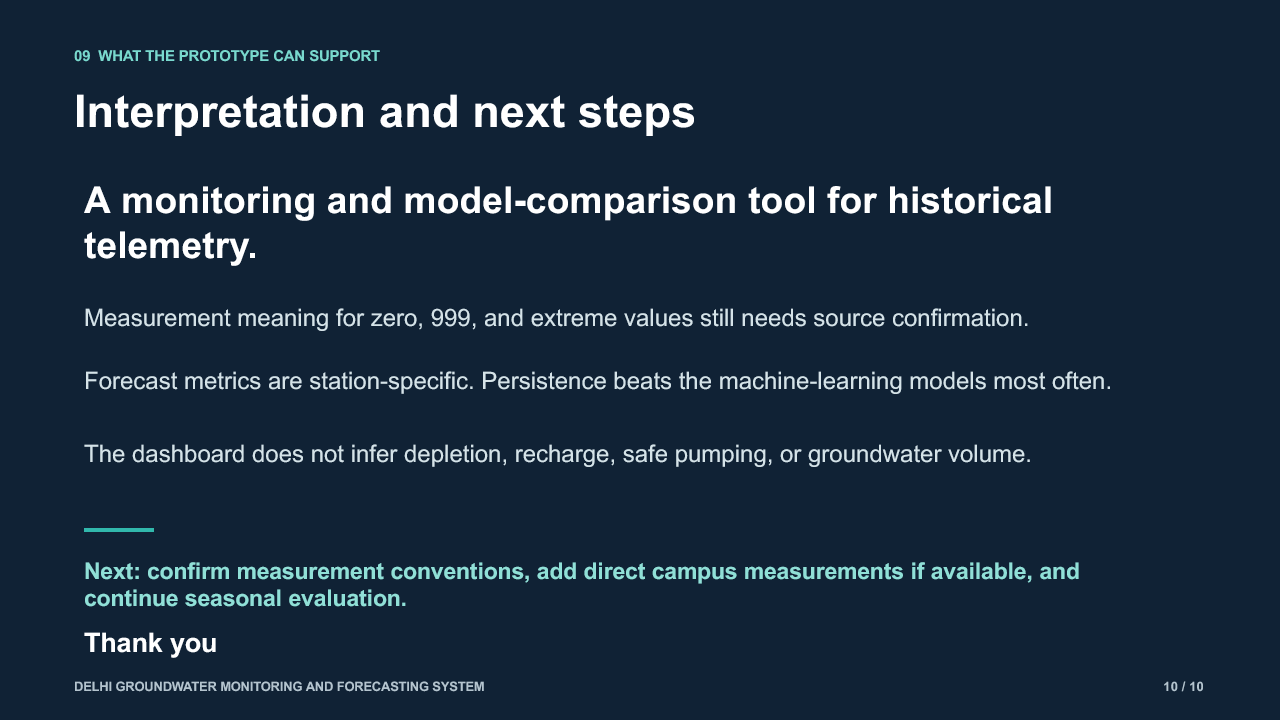 09 WHAT THE PROTOTYPE CAN SUPPORT
Interpretation and next steps
A monitoring and model-comparison tool for historical
telemetry.
Measurement meaning for zero, 999, and extreme values still needs source confirmation.
Forecast metrics are station-specific. Persistence beats the machine-learning models most often.
The dashboard does not infer depletion, recharge, safe pumping, or groundwater volume.
Next: confirm measurement conventions, add direct campus measurements if available, and
continue seasonal evaluation.
Thank you
DELHI GROUNDWATER MONITORING AND FORECASTING SYSTEM
10 / 10